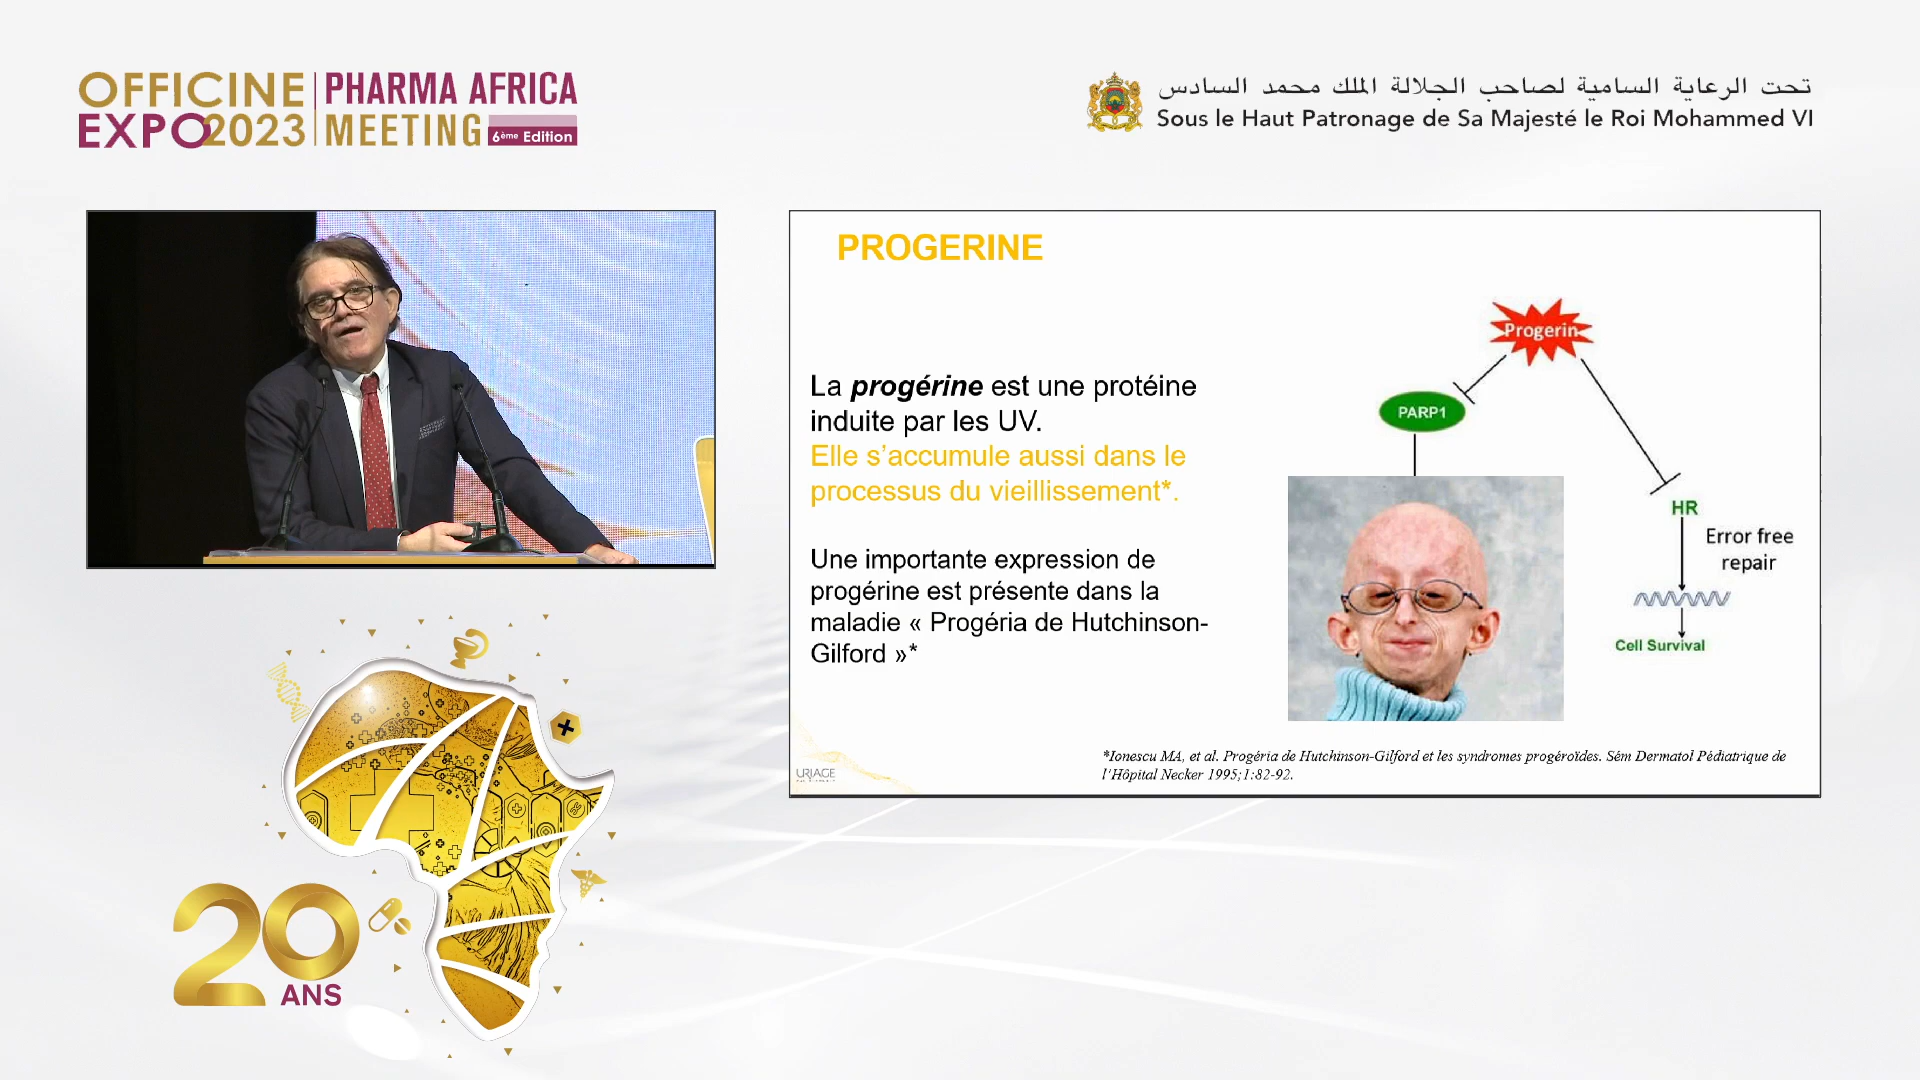 OFFICINE
EXPO2023
PHARMA AFRICA
MEETING 6ème Edition
تحت الرعاية السامية لصاحب الجلالة الملك محمد السادس
Sous le Haut Patronage de Sa Majesté le Roi Mohammed VI
PROGERINE
La progérine est une protéine
induite par les UV.
Elle s’accumule aussi dans le
processus du vieillissement*.
Une importante expression de
progérine est présente dans la
maladie « Progéria de Hutchinson-
Gilford »*
Progerin
PARP1
HR
Error free
repair
Cell Survival
URIAGE
*Ionescu MA, et al. Progéria de Hutchinson-Gilford et les syndromes progéroïdes. Sém Dermatol Pédiatrique de
l'Hôpital Necker 1995;1:82-92.
20
ANS